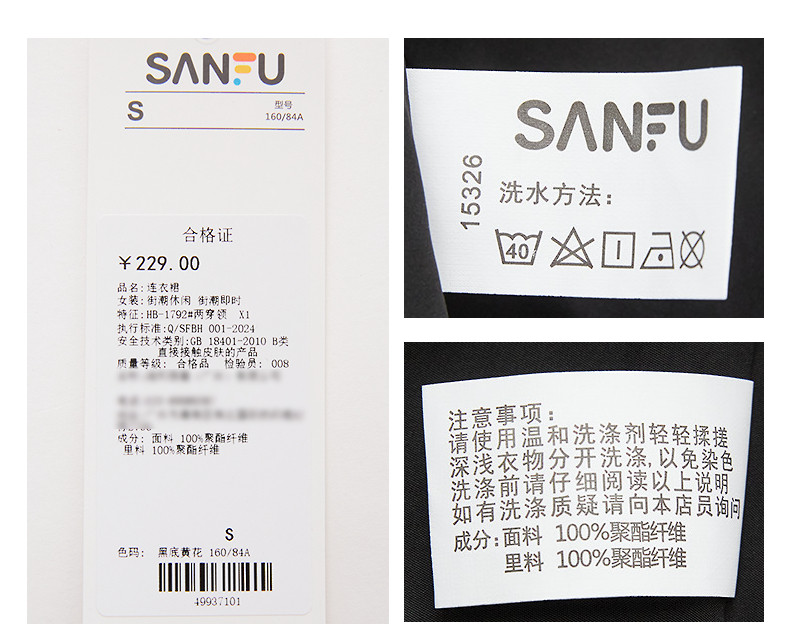 SANFU
S
型号
160/84A
合格证
￥229.00
品名:连衣裙
女装:街潮休闲 街潮即时
特征:HB-1792#两穿领 X1
执行标准:Q/SFBH 001-2024
安全技术类别:GB 18401-2010 B类
直接接触皮肤的产品
质量等级: 合格品 检验员: 008
成分: 面料 100%聚酯纤维
里料 100%聚酯纤维
S
色码: 黑底黄花 160/84A
49937101
SANFU
15326
洗水方法:
40
注意事项:
请使用温和洗涤剂轻轻揉搓
深浅衣物分开洗涤,以免染色
洗涤前请仔细阅读以上说明
如有洗涤质疑请向本店员询问
成分:面料 100%聚酯纤维
里料 100%聚酯纤维